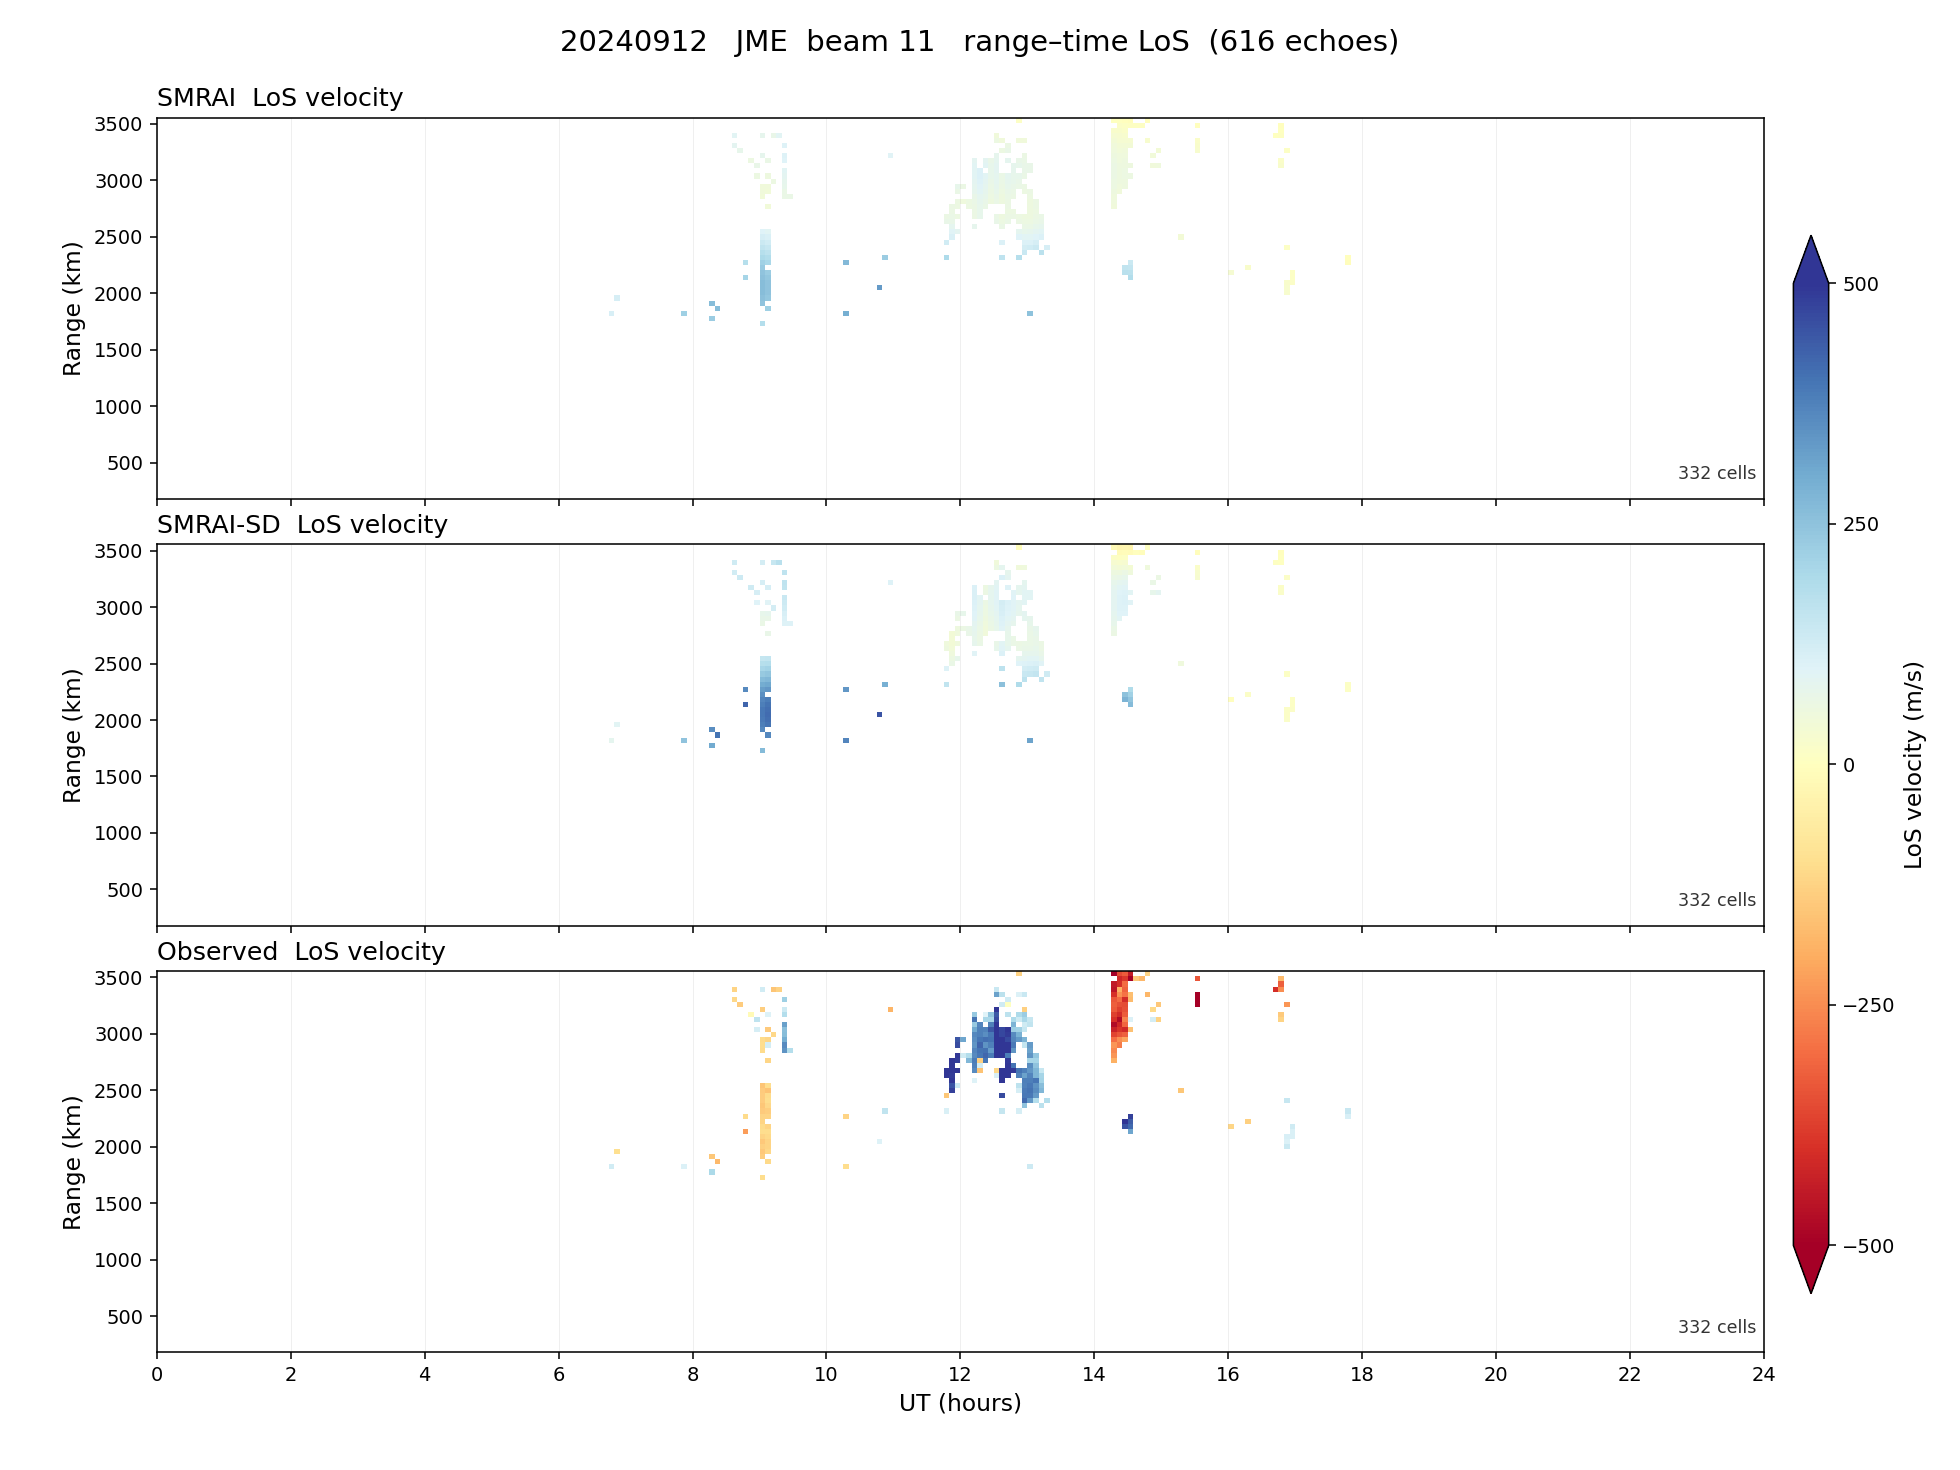 20240912   JME  beam 11   range–time LoS  (616 echoes)
SMRAI  LoS velocity
3500
3000
2500
2000
1500
1000
500
Range (km)
332 cells
SMRAI-SD  LoS velocity
3500
3000
2500
2000
1500
1000
500
Range (km)
332 cells
Observed  LoS velocity
3500
3000
2500
2000
1500
1000
500
Range (km)
332 cells
0 2 4 6 8 10 12 14 16 18 20 22 24
UT (hours)
500
250
0
−250
−500
LoS velocity (m/s)